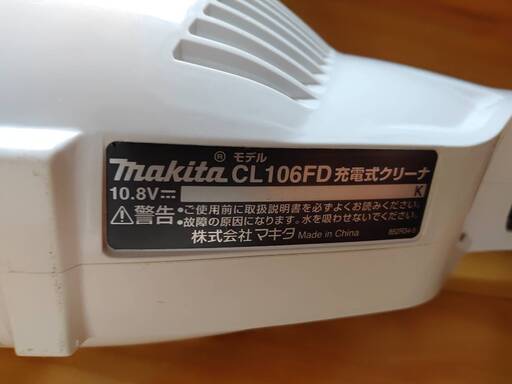 makita® モデル CL106FD 充電式クリーナ
10.8V⎓ K
⚠警告 •ご使用前に取扱説明書を必ずよくお読みください。
•故障の原因になります。水を吸わせないでください。
株式会社 マキタ Made in China